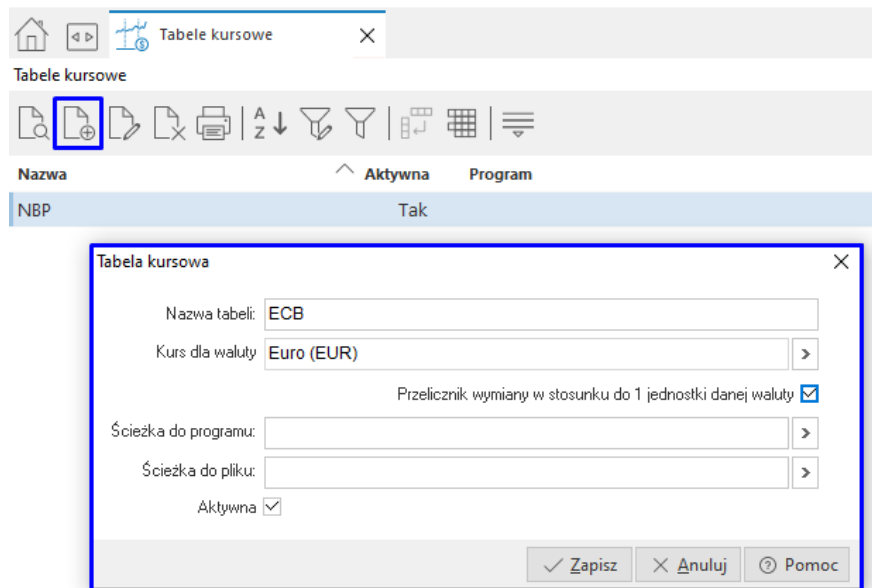 Tabele kursowe
Tabele kursowe
Nazwa Aktywna Program
NBP Tak
Tabela kursowa
Nazwa tabeli: ECB
Kurs dla waluty Euro (EUR)
Przelicznik wymiany w stosunku do 1 jednostki danej waluty
Ścieżka do programu:
Ścieżka do pliku:
Aktywna
Zapisz Anuluj Pomoc